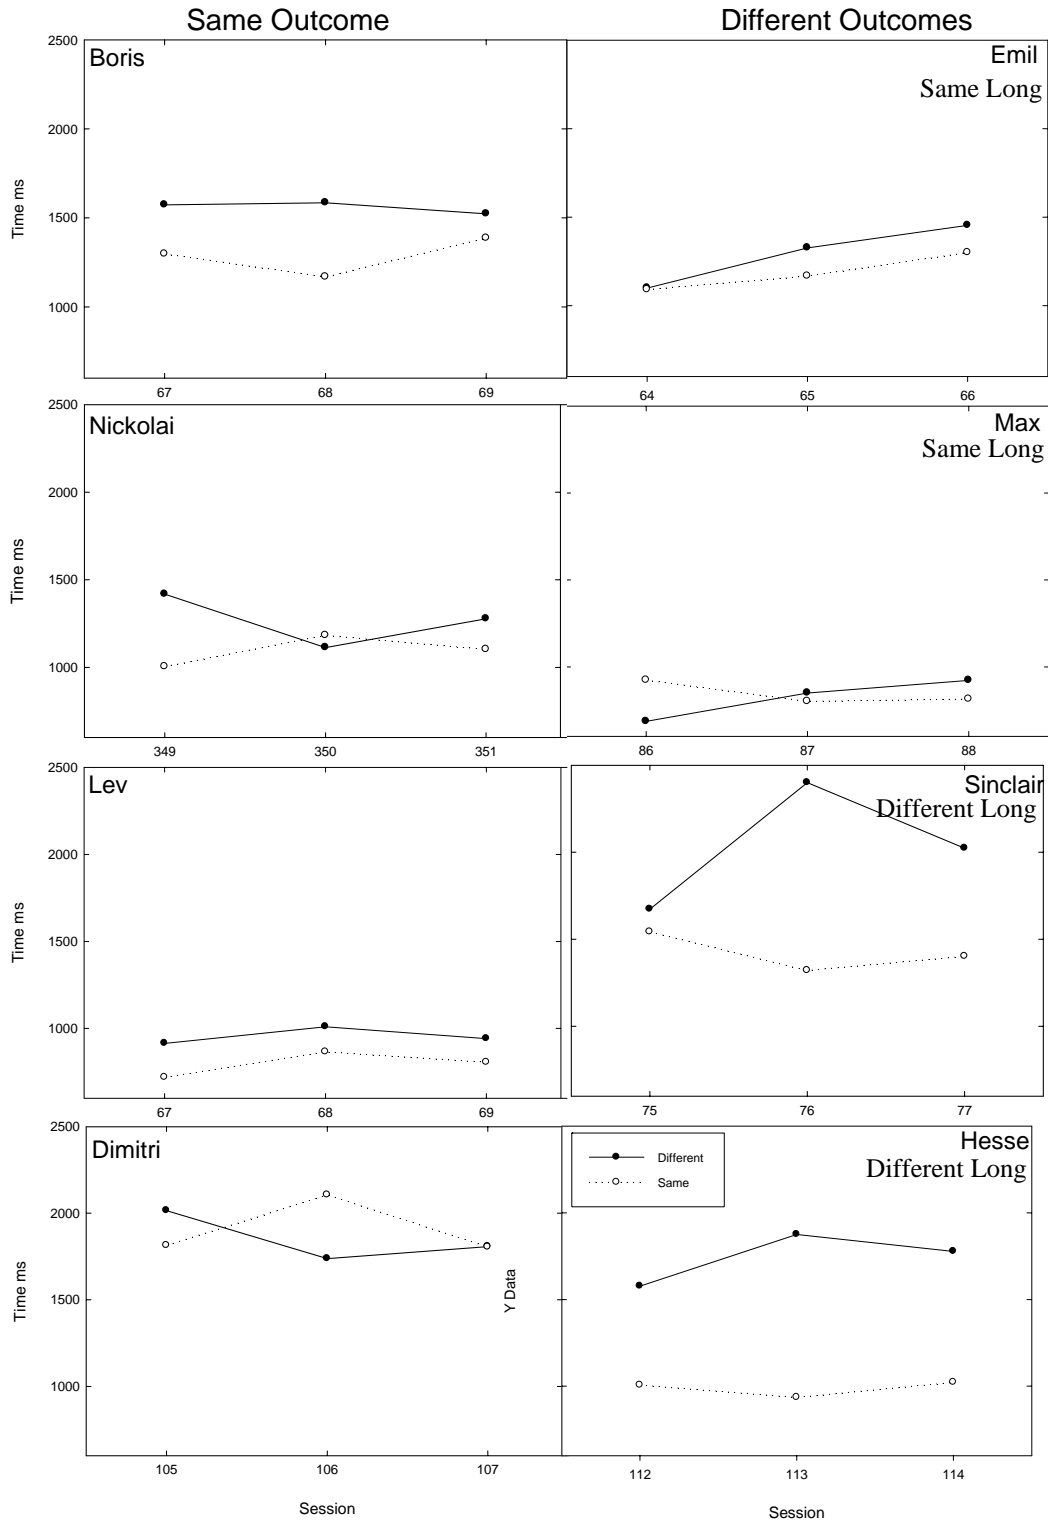 Same Outcome
Different Outcomes
2500
2000
1500
1000
Time ms
Boris
67
68
69
Emil
Same Long
64
65
66
2500
2000
1500
1000
Time ms
Nickolai
349
350
351
Max
Same Long
86
87
88
2500
2000
1500
1000
Time ms
Lev
67
68
69
Sinclair
Different Long
75
76
77
2500
2000
1500
1000
Time ms
Dimitri
105
106
107
Session
Y Data
Different
Same
Hesse
Different Long
112
113
114
Session